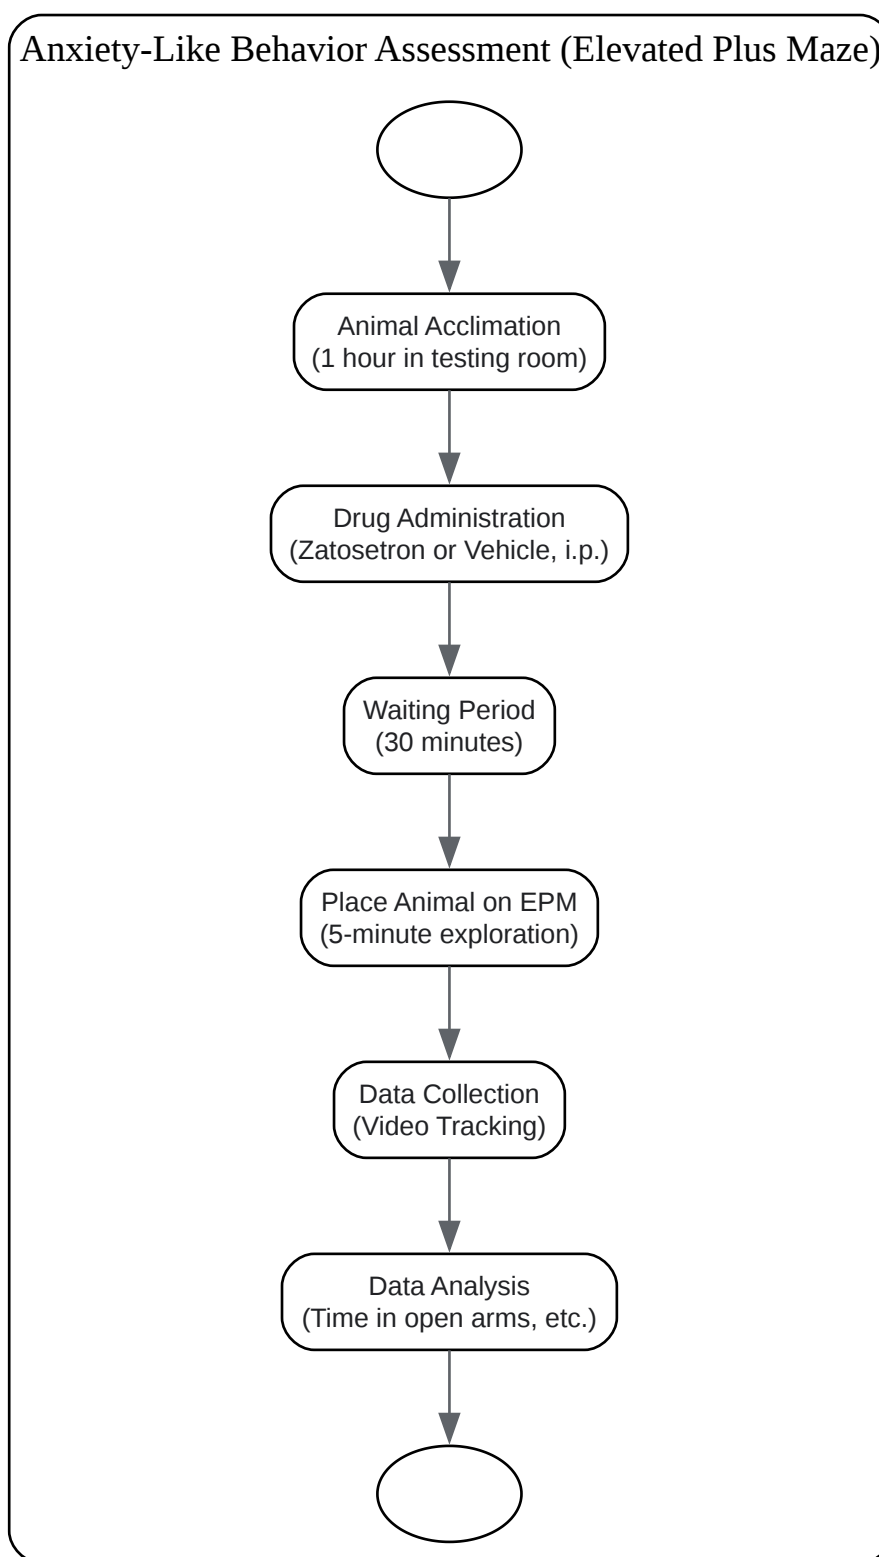 Anxiety-Like Behavior Assessment (Elevated Plus Maze)
Animal Acclimation
(1 hour in testing room)
Drug Administration
(Zatosetron or Vehicle, i.p.)
Waiting Period
(30 minutes)
Place Animal on EPM
(5-minute exploration)
Data Collection
(Video Tracking)
Data Analysis
(Time in open arms, etc.)